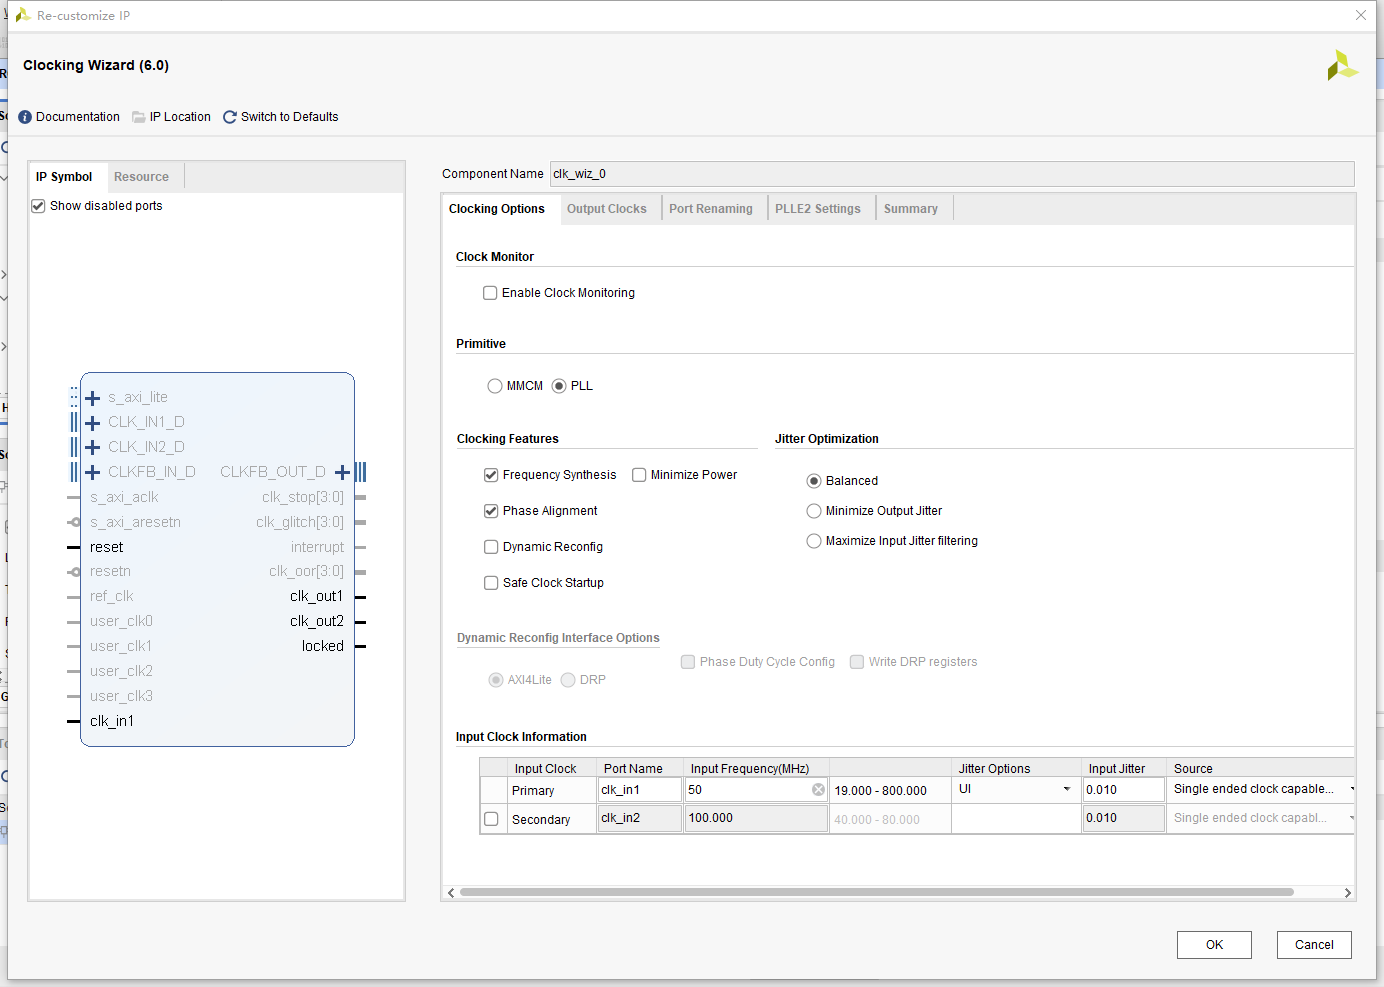 Re-customize IP
Clocking Wizard (6.0)
Documentation IP Location Switch to Defaults
IP Symbol Resource
Show disabled ports
s_axi_lite
CLK_IN1_D
CLK_IN2_D
CLKFB_IN_D CLKFB_OUT_D
s_axi_aclk clk_stop[3:0]
s_axi_aresetn clk_glitch[3:0]
reset interrupt
resetn clk_oor[3:0]
ref_clk clk_out1
user_clk0 clk_out2
user_clk1 locked
user_clk2
user_clk3
clk_in1
Component Name clk_wiz_0
Clocking Options Output Clocks Port Renaming PLLE2 Settings Summary
Clock Monitor
Enable Clock Monitoring
Primitive
MMCM PLL
Clocking Features
Frequency Synthesis Minimize Power
Phase Alignment
Dynamic Reconfig
Safe Clock Startup
Jitter Optimization
Balanced
Minimize Output Jitter
Maximize Input Jitter filtering
Dynamic Reconfig Interface Options
Phase Duty Cycle Config Write DRP registers
AXI4Lite DRP
Input Clock Information
Input Clock Port Name Input Frequency(MHz) Jitter Options Input Jitter Source
Primary clk_in1 50 19.000 - 800.000 UI 0.010 Single ended clock capable...
Secondary clk_in2 100.000 40.000 - 80.000 0.010 Single ended clock capabl...
OK Cancel